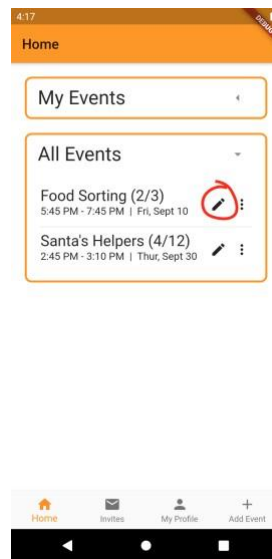 4:17
DEBUG
Home
My Events
All Events
Food Sorting (2/3)
5:45 PM - 7:45 PM | Fri, Sept 10
Santa's Helpers (4/12)
2:45 PM - 3:10 PM | Thur, Sept 30
Home
Invites
My Profile
Add Event